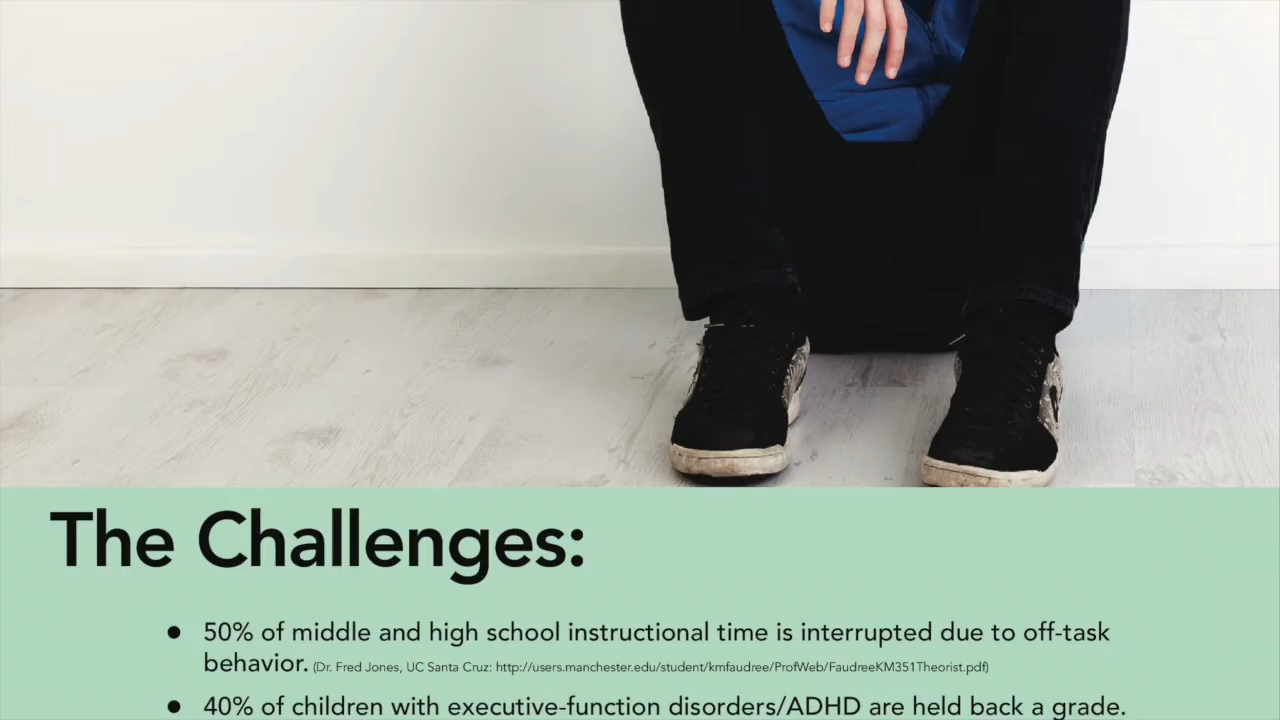 The Challenges:
● 50% of middle and high school instructional time is interrupted due to off-task
behavior. (Dr. Fred Jones, UC Santa Cruz: http://users.manchester.edu/student/kmfaudree/ProfWeb/FaudreeKM351Theorist.pdf)
● 40% of children with executive-function disorders/ADHD are held back a grade.